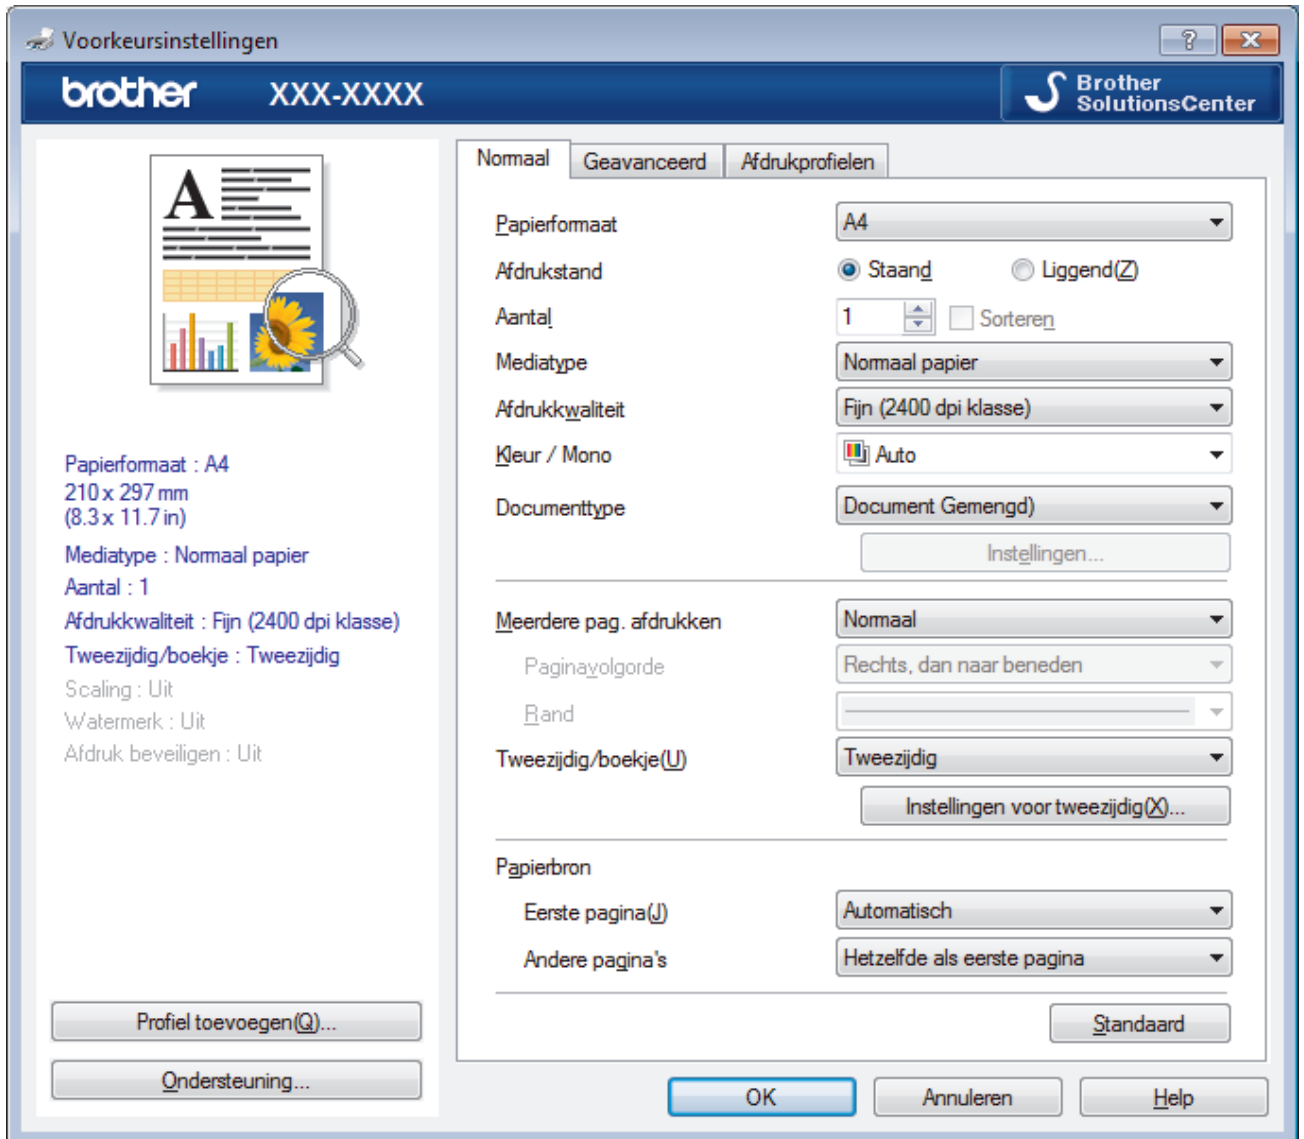 Voorkeursinstellingen
brother XXX-XXXX
Brother
SolutionsCenter
A
Papierformaat : A4
210 x 297 mm
(8.3 x 11.7 in)
Mediatype : Normaal papier
Aantal : 1
Afdrukkwaliteit : Fijn (2400 dpi klasse)
Tweezijdig/boekje : Tweezijdig
Scaling : Uit
Watermerk : Uit
Afdruk beveiligen : Uit
Profiel toevoegen(Q)...
Ondersteuning...
Normaal Geavanceerd Afdrukprofielen
Papierformaat A4
Afdrukstand Staand Liggend(Z)
Aantal 1 Sorteren
Mediatype Normaal papier
Afdrukkwaliteit Fijn (2400 dpi klasse)
Kleur / Mono Auto
Documenttype Document Gemengd)
Instellingen...
Meerdere pag. afdrukken Normaal
Paginavolgorde Rechts, dan naar beneden
Rand
Tweezijdig/boekje(U) Tweezijdig
Instellingen voor tweezijdig(X)...
Papierbron
Eerste pagina(J) Automatisch
Andere pagina's Hetzelfde als eerste pagina
Standaard
OK Annuleren Help